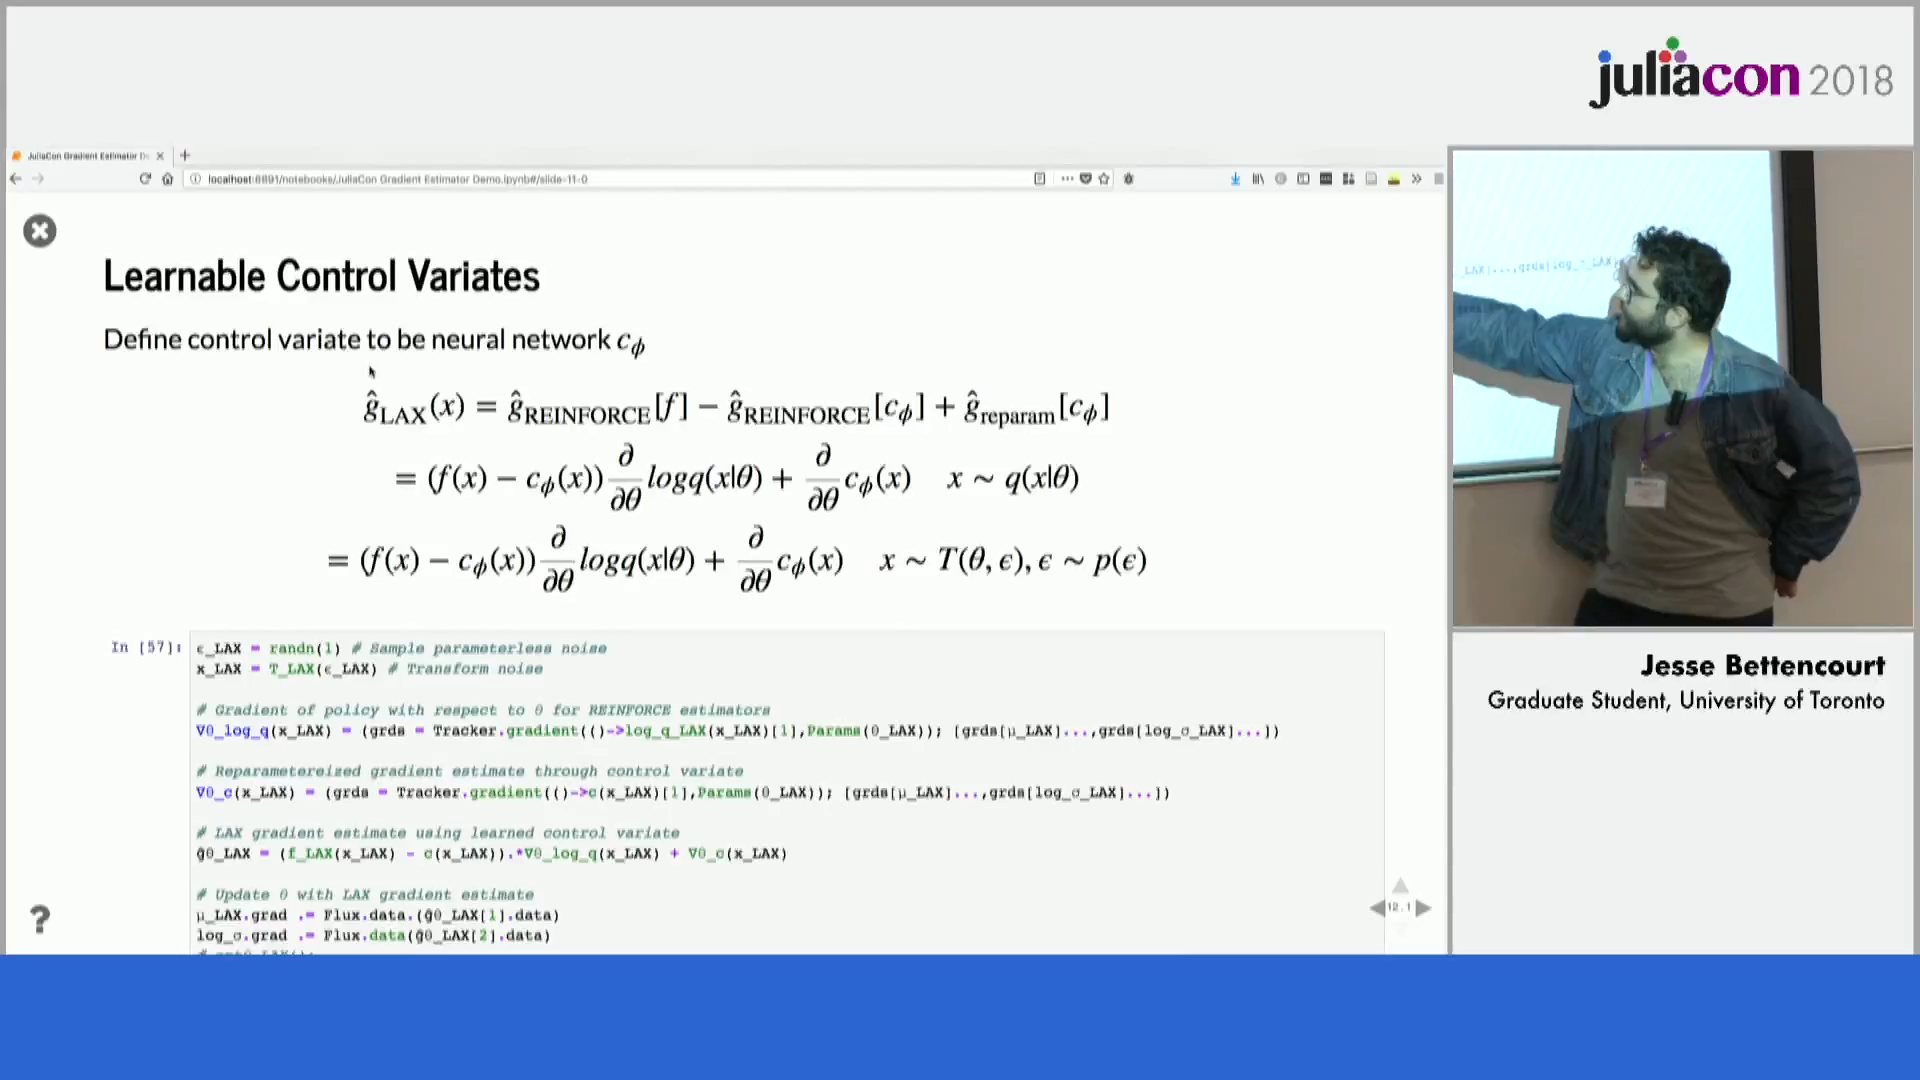 juliacon 2018
JuliaCon Gradient Estimator De
localhost:8891/notebooks/JuliaCon Gradient Estimator Demo.ipynb#/slide-11-0
Learnable Control Variates
Define control variate to be neural network c_ϕ
ĝ_LAX(x) = ĝ_REINFORCE[f] − ĝ_REINFORCE[c_ϕ] + ĝ_reparam[c_ϕ]
= (f(x) − c_ϕ(x)) ∂/∂θ logq(x|θ) + ∂/∂θ c_ϕ(x) x ~ q(x|θ)
= (f(x) − c_ϕ(x)) ∂/∂θ logq(x|θ) + ∂/∂θ c_ϕ(x) x ~ T(θ, ϵ), ϵ ~ p(ϵ)
In [57]:
ϵ_LAX = randn(1) # Sample parameterless noise
x_LAX = T_LAX(ϵ_LAX) # Transform noise
# Gradient of policy with respect to θ for REINFORCE estimators
∇θ_log_q(x_LAX) = (grds = Tracker.gradient(()->log_q_LAX(x_LAX)[1],Params(θ_LAX)); [grds[μ_LAX]...,grds[log_σ_LAX]...])
# Reparametereized gradient estimate through control variate
∇θ_c(x_LAX) = (grds = Tracker.gradient(()->c(x_LAX)[1],Params(θ_LAX)); [grds[μ_LAX]...,grds[log_σ_LAX]...])
# LAX gradient estimate using learned control variate
ĝθ_LAX = (f_LAX(x_LAX) - c(x_LAX)).*∇θ_log_q(x_LAX) + ∇θ_c(x_LAX)
# Update θ with LAX gradient estimate
μ_LAX.grad .= Flux.data.(ĝθ_LAX[1].data)
log_σ.grad .= Flux.data(ĝθ_LAX[2].data)
12.1
?
Jesse Bettencourt
Graduate Student, University of Toronto